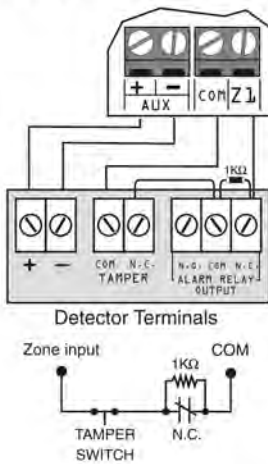 + − COM Z1
AUX
1KΩ
+ − COM N.C. N.O. COM N.C.
TAMPER ALARM RELAY
OUTPUT
Detector Terminals
Zone input COM
1KΩ
TAMPER N.C.
SWITCH